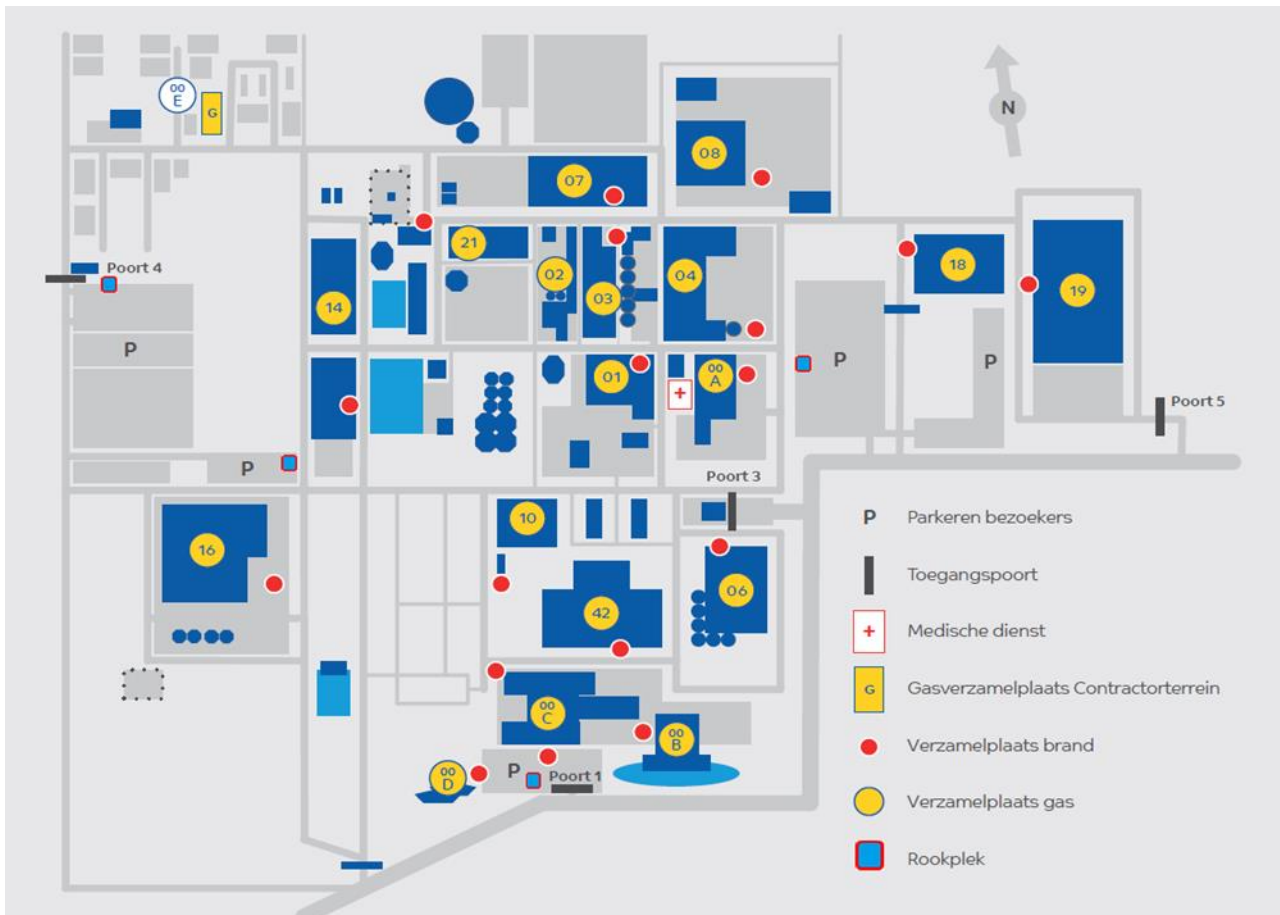 00
E
G
N
08
07
21
02
03
04
18
19
14
Poort 4
P
P
P
01
00
A
+
Poort 5
P
Poort 3
10
16
42
06
00
C
00
B
00
D
P
Poort 1
P Parkeren bezoekers
Toegangspoort
+ Medische dienst
G Gasverzamelplaats Contractorterrein
Verzamelplaats brand
Verzamelplaats gas
Rookplek